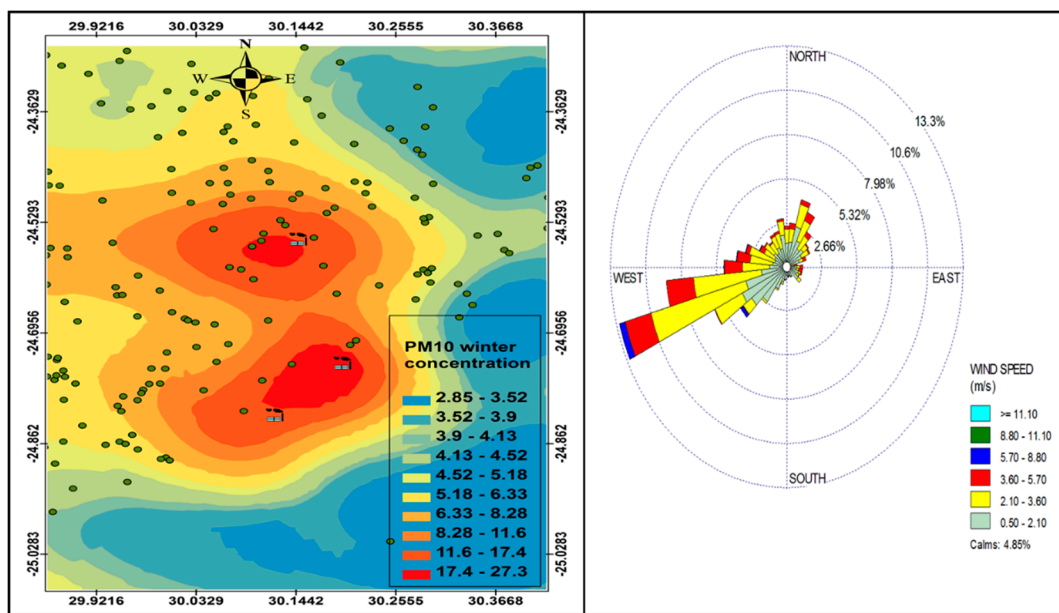 29.9216 30.0329 30.1442 30.2555 30.3668
N
W E
S
-24.3629 -24.3629
-24.5293 -24.5293
-24.6956 -24.6956
-24.862 -24.862
-25.0283 -25.0283
PM10 winter
concentration
2.85 - 3.52
3.52 - 3.9
3.9 - 4.13
4.13 - 4.52
4.52 - 5.18
5.18 - 6.33
6.33 - 8.28
8.28 - 11.6
11.6 - 17.4
17.4 - 27.3
29.9216 30.0329 30.1442 30.2555 30.3668
NORTH
13.3%
10.6%
7.98%
5.32%
2.66%
WEST EAST
SOUTH
WIND SPEED
(m/s)
>= 11.10
8.80 - 11.10
5.70 - 8.80
3.60 - 5.70
2.10 - 3.60
0.50 - 2.10
Calms: 4.85%